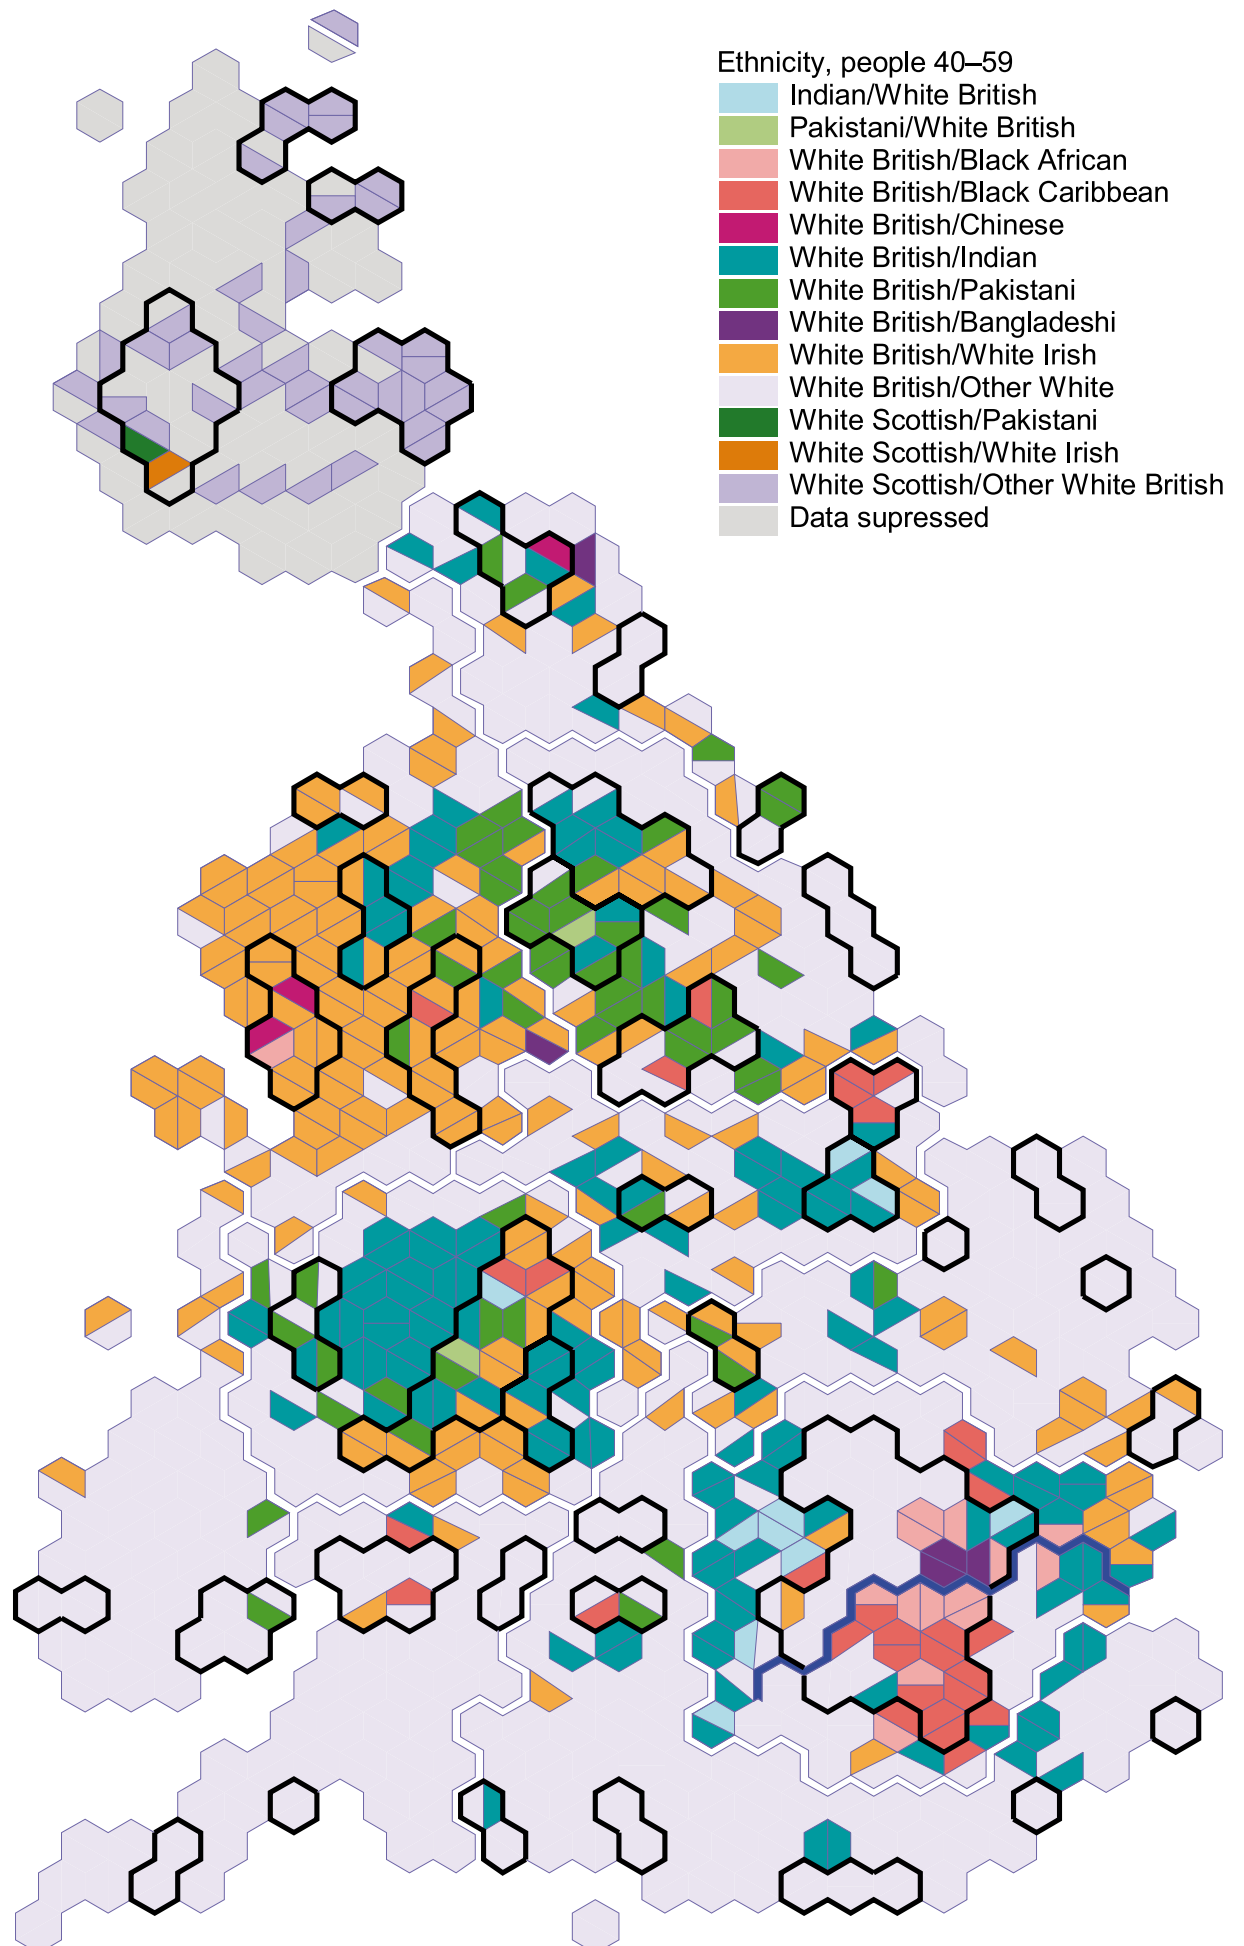 Ethnicity, people 40–59
Indian/White British
Pakistani/White British
White British/Black African
White British/Black Caribbean
White British/Chinese
White British/Indian
White British/Pakistani
White British/Bangladeshi
White British/White Irish
White British/Other White
White Scottish/Pakistani
White Scottish/White Irish
White Scottish/Other White British
Data supressed